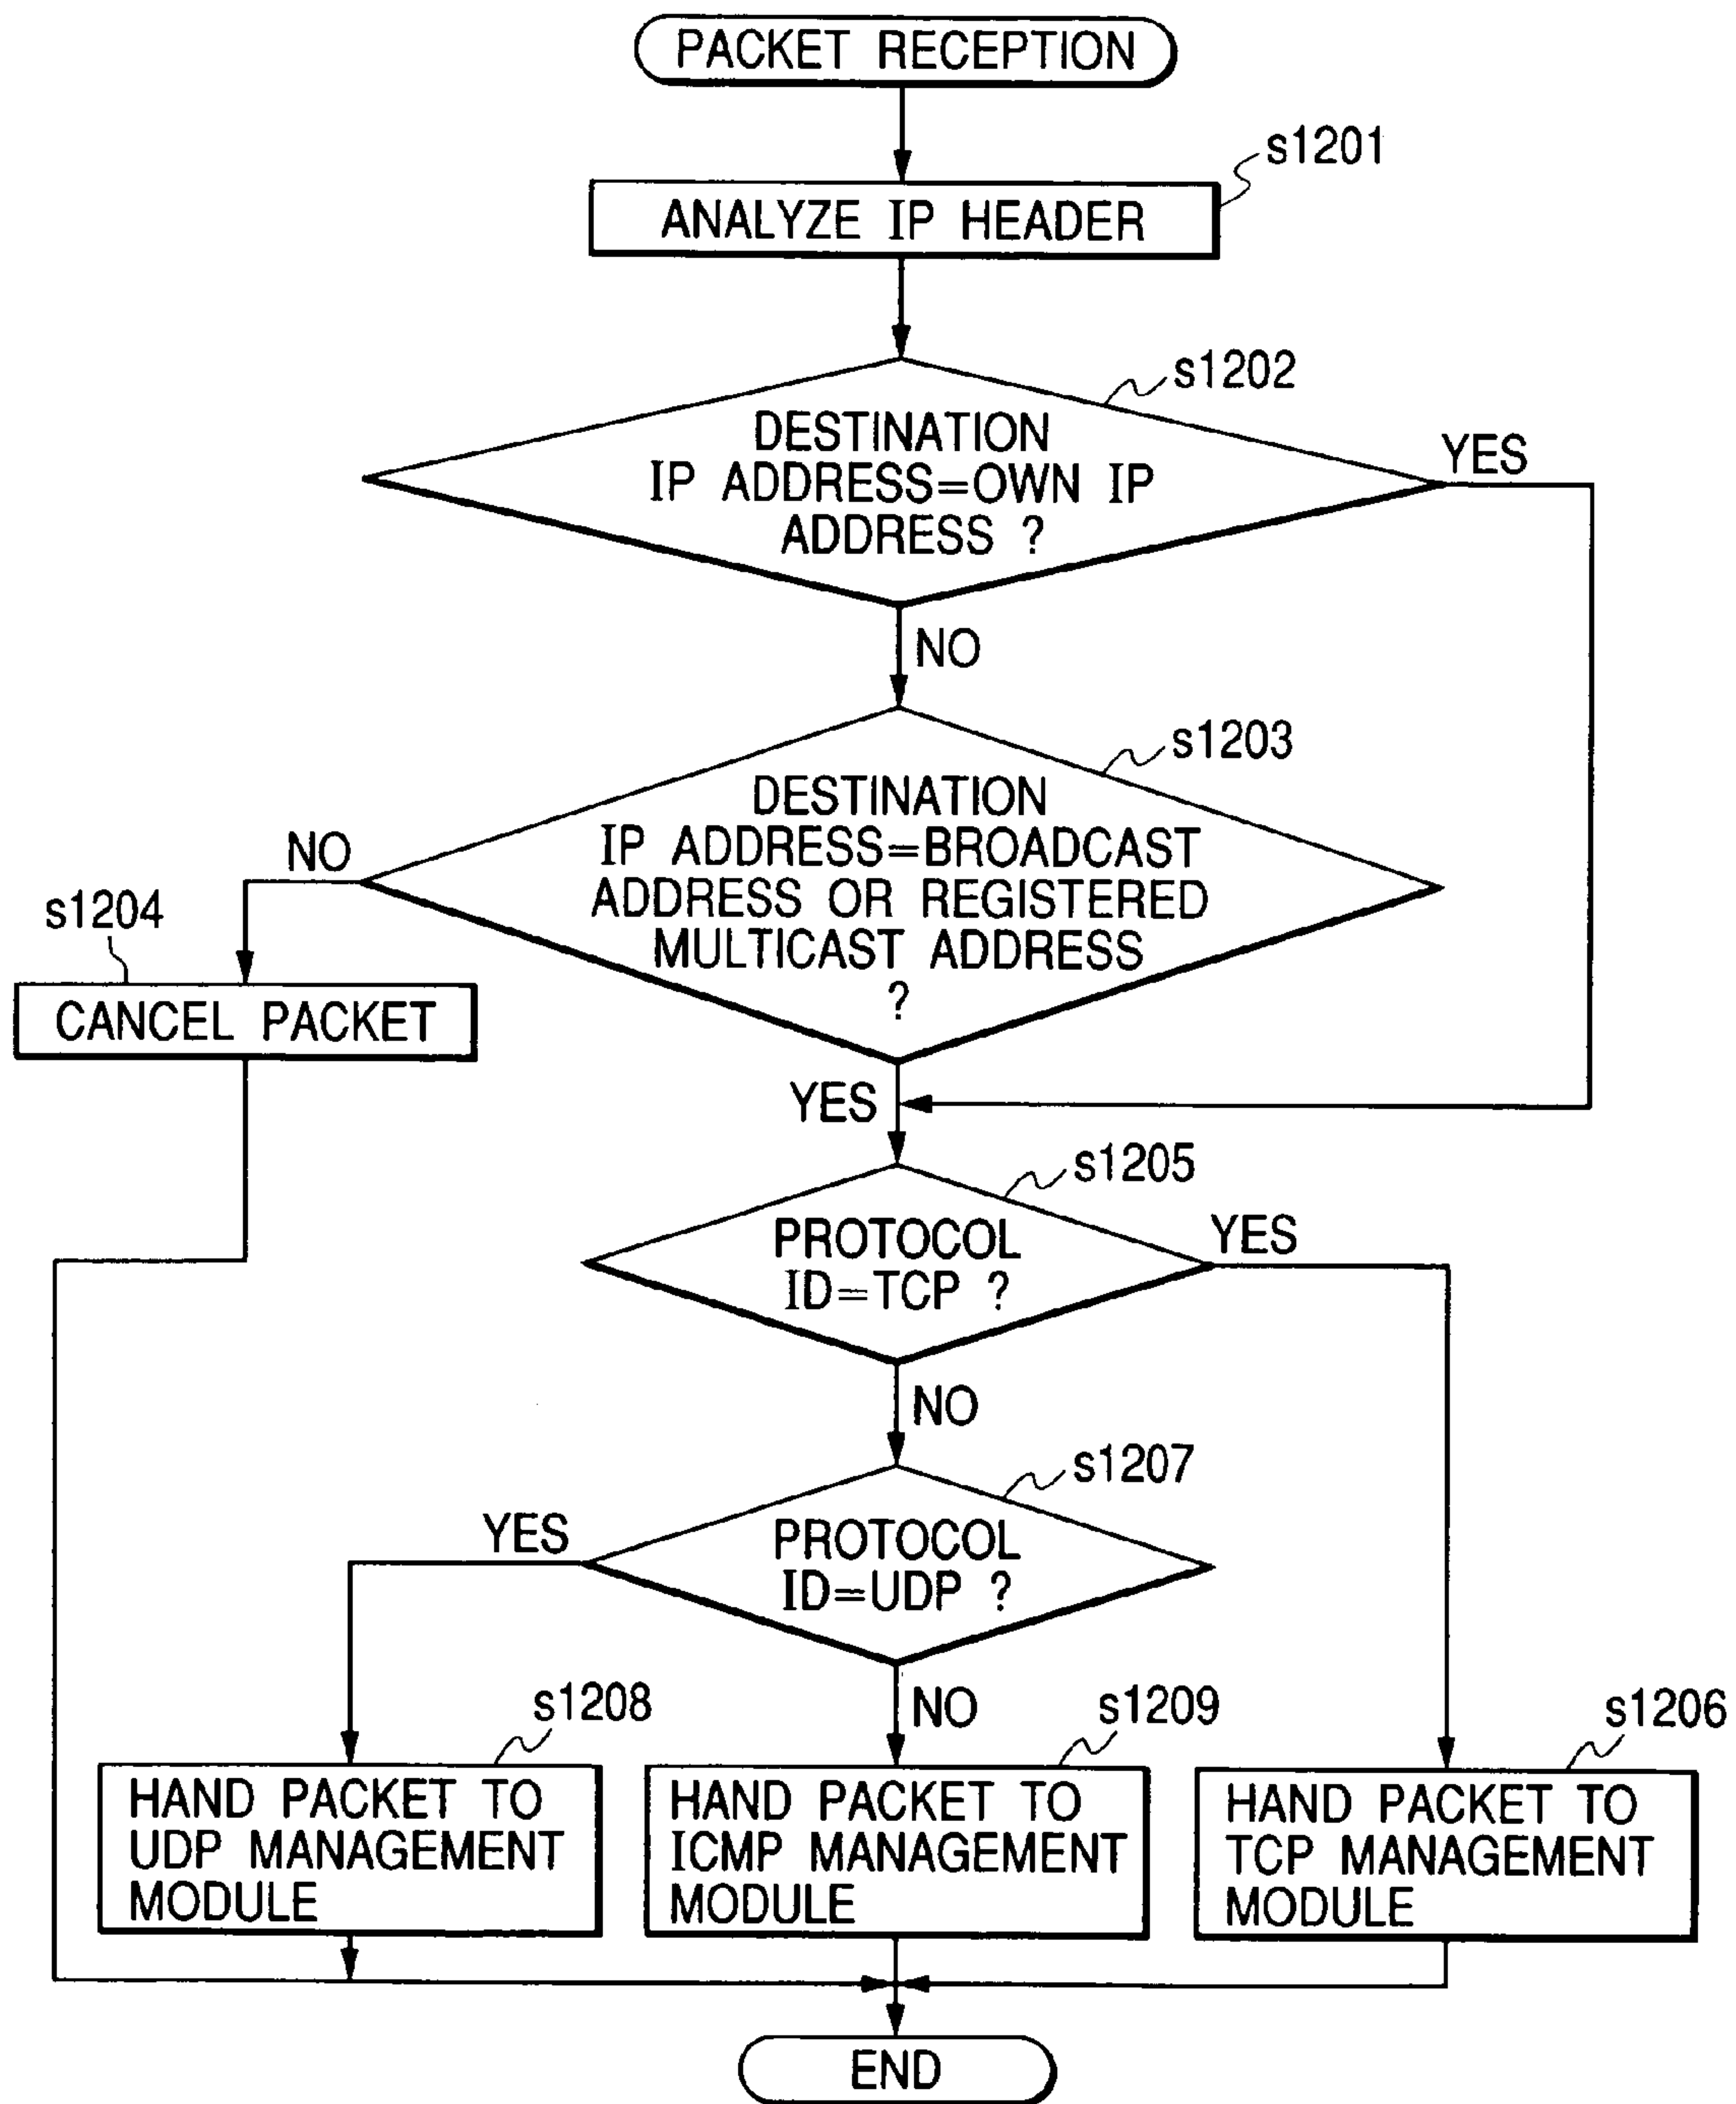 PACKET RECEPTION
s1201
ANALYZE IP HEADER
s1202
DESTINATION
IP ADDRESS=OWN IP
ADDRESS ?
YES
NO
s1203
DESTINATION
IP ADDRESS=BROADCAST
ADDRESS OR REGISTERED
MULTICAST ADDRESS
?
NO
s1204
CANCEL PACKET
YES
s1205
PROTOCOL
ID=TCP ?
YES
NO
s1207
PROTOCOL
ID=UDP ?
YES
NO
s1208
HAND PACKET TO
UDP MANAGEMENT
MODULE
s1209
HAND PACKET TO
ICMP MANAGEMENT
MODULE
s1206
HAND PACKET TO
TCP MANAGEMENT
MODULE
END